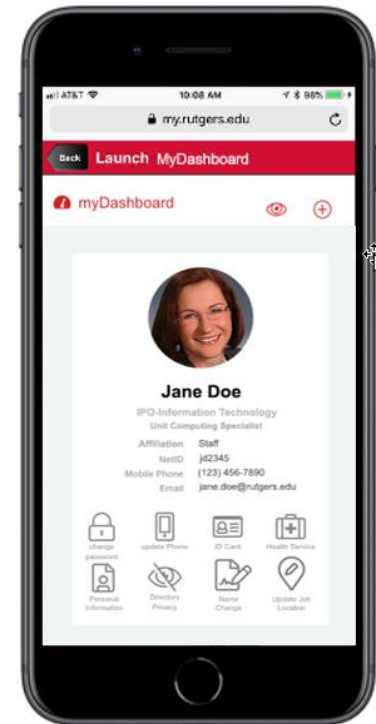 AT&T 10:08 AM 98%
my.rutgers.edu
Back Launch MyDashboard
myDashboard
Jane Doe
IPO-Information Technology
Unit Computing Specialist
Affiliation Staff
NetID jd2345
Mobile Phone (123) 456-7890
Email jane.doe@rutgers.edu
change password
update Phone
ID Card
Health Service
Personal Information
Directory Privacy
Name Change
Update Job Location